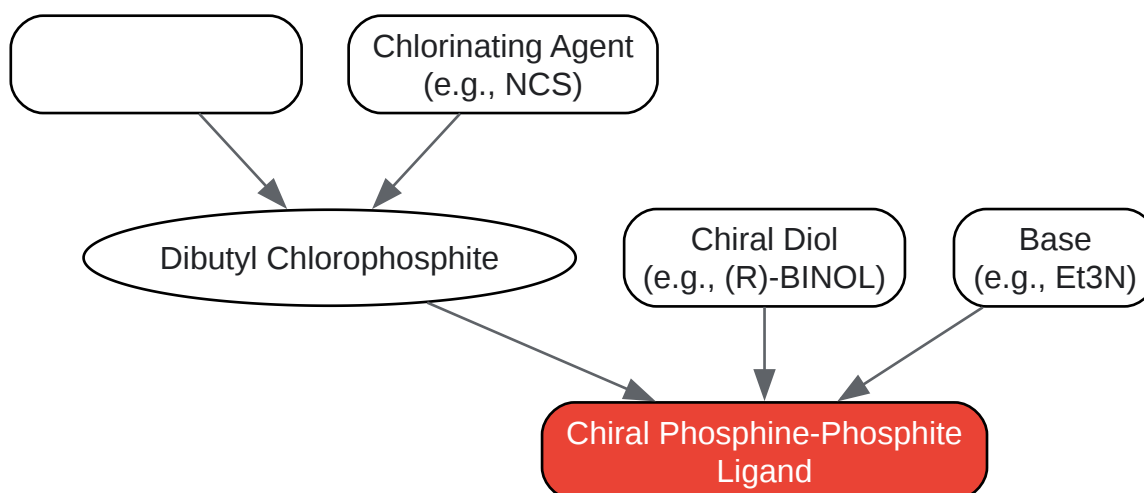 Chlorinating Agent
(e.g., NCS)
Dibutyl Chlorophosphite
Chiral Diol
(e.g., (R)-BINOL)
Base
(e.g., Et3N)
Chiral Phosphine-Phosphite
Ligand